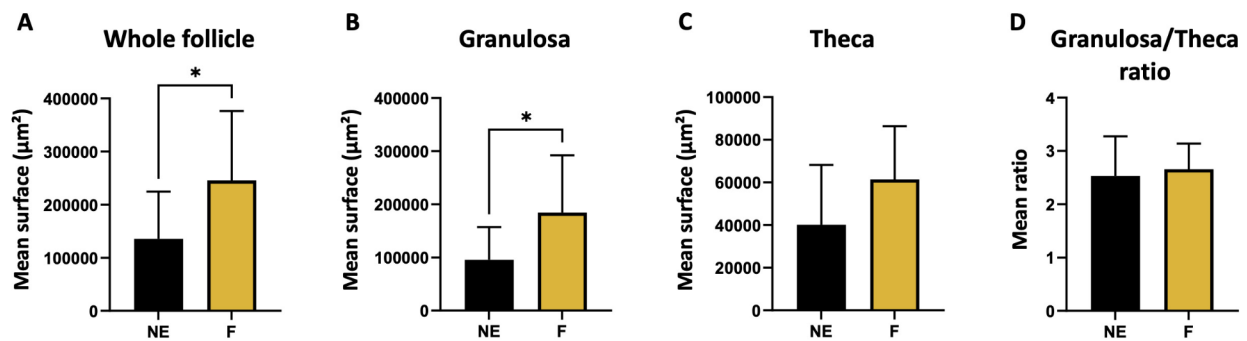 A
Whole follicle
*
Mean surface (µm²)
400000
300000
200000
100000
0
NE F
B
Granulosa
*
Mean surface (µm²)
400000
300000
200000
100000
0
NE F
C
Theca
Mean surface (µm²)
100000
80000
60000
40000
20000
0
NE F
D
Granulosa/Theca
ratio
Mean ratio
4
3
2
1
0
NE F